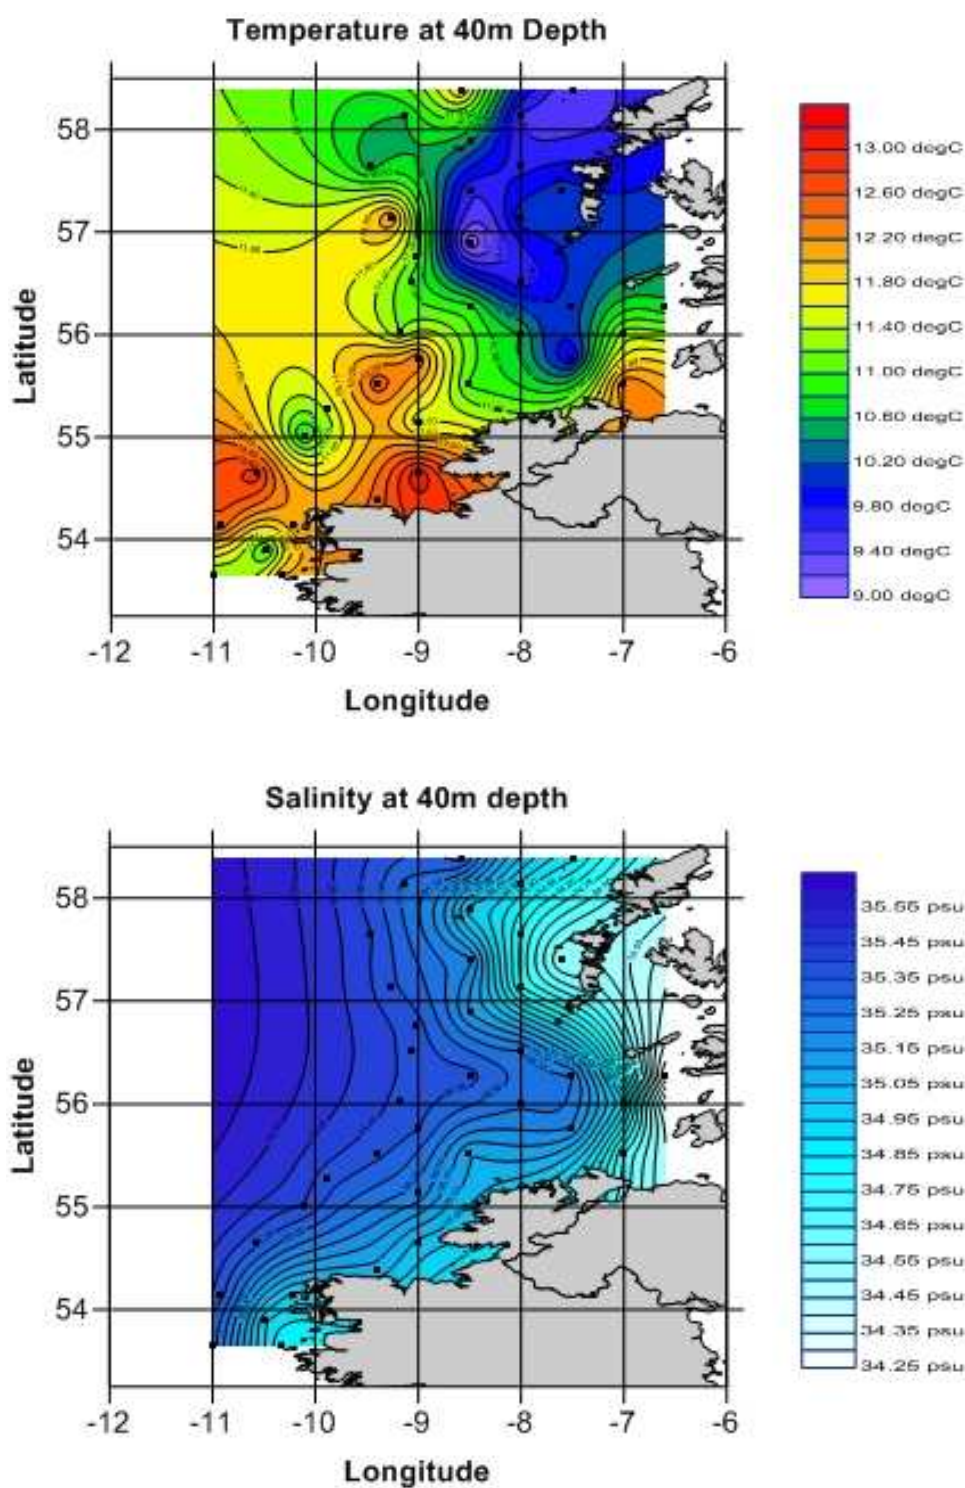 Temperature at 40m Depth
58
57
56
55
54
Latitude
-12 -11 -10 -9 -8 -7 -6
Longitude
13.00 degC
12.60 degC
12.20 degC
11.80 degC
11.40 degC
11.00 degC
10.60 degC
10.20 degC
9.80 degC
9.40 degC
9.00 degC
Salinity at 40m depth
58
57
56
55
54
Latitude
-12 -11 -10 -9 -8 -7 -6
Longitude
35.55 psu
35.45 psu
35.35 psu
35.25 psu
35.15 psu
35.05 psu
34.95 psu
34.85 psu
34.75 psu
34.65 psu
34.55 psu
34.45 psu
34.35 psu
34.25 psu